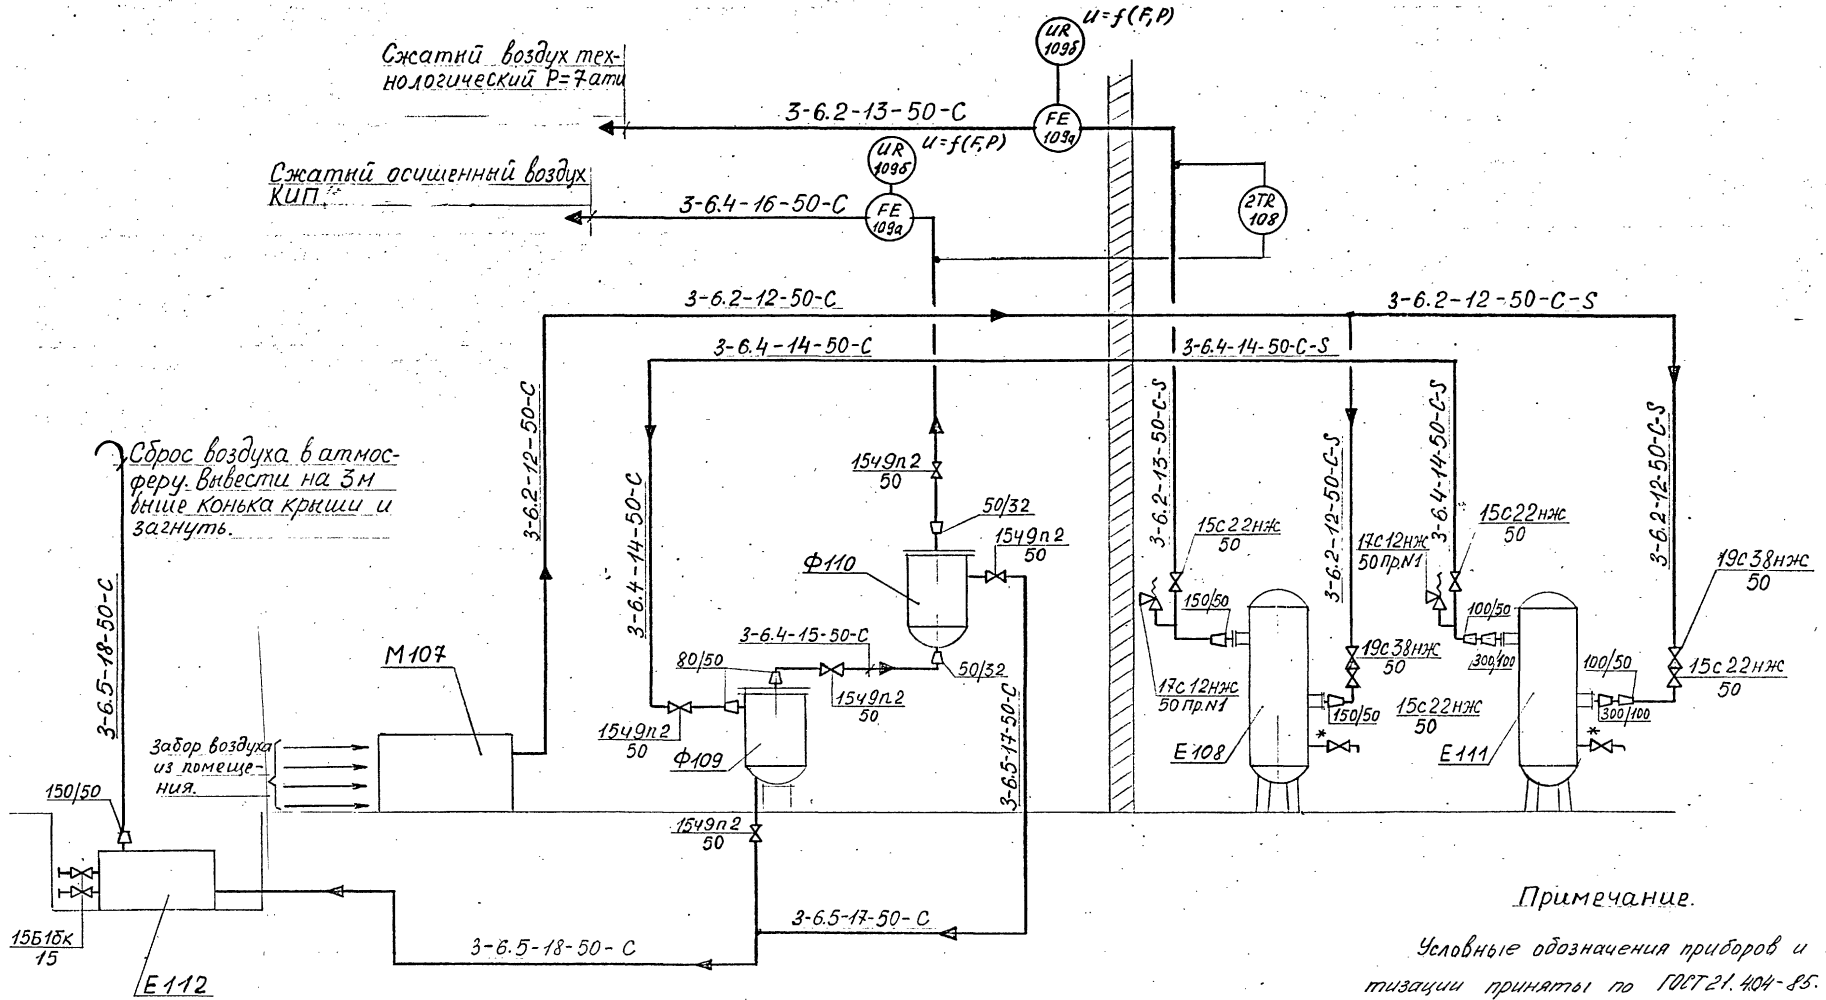 UR
109б
U=f(F,P)
Сжатый воздух тех-
нологический P=7ати
3-6.2-13-50-С
FE
109а
UR
109б
U=f(F,P)
Сжатый осушенный воздух
КИП.
3-6.4-16-50-С
FE
109а
2TR
108
3-6.2-12-50-С
3-6.2-12-50-С-S
3-6.4-14-50-С
3-6.4-14-50-С-S
3-6.2-12-50-С
3-6.4-14-50-С
3-6.2-13-50-С-S
3-6.2-12-50-С-S
3-6.4-14-50-С-S
3-6.2-12-50-С-S
Сброс воздуха в атмос-
феру. Вывести на 3м
выше конька крыши и
загнуть.
3-6.5-18-50-С
15ч9п2
50
50/32
15ч9п2
50
Ф110
15с22нж
50
17с12нж
50Пр.№1
15с22нж
50
19с38нж
50
150/50
100/50
300/100
3-6.4-15-50-С
80/50
50/32
М107
19с38нж
50
100/50
15с22нж
50
17с12нж
50Пр.№1
15ч9п2
50
15ч9п2
50
150/50
15с22нж
50
300/100
3-6.5-17-50-С
*
*
Ф109
Е108
Е111
Забор воздуха
из помеще-
ния.
150/50
15ч9п2
50
15Б1бк
15
Е112
3-6.5-18-50-С
3-6.5-17-50-С
Примечание.
Условные обозначения приборов и
тизации приняты по ГОСТ21.404-85.